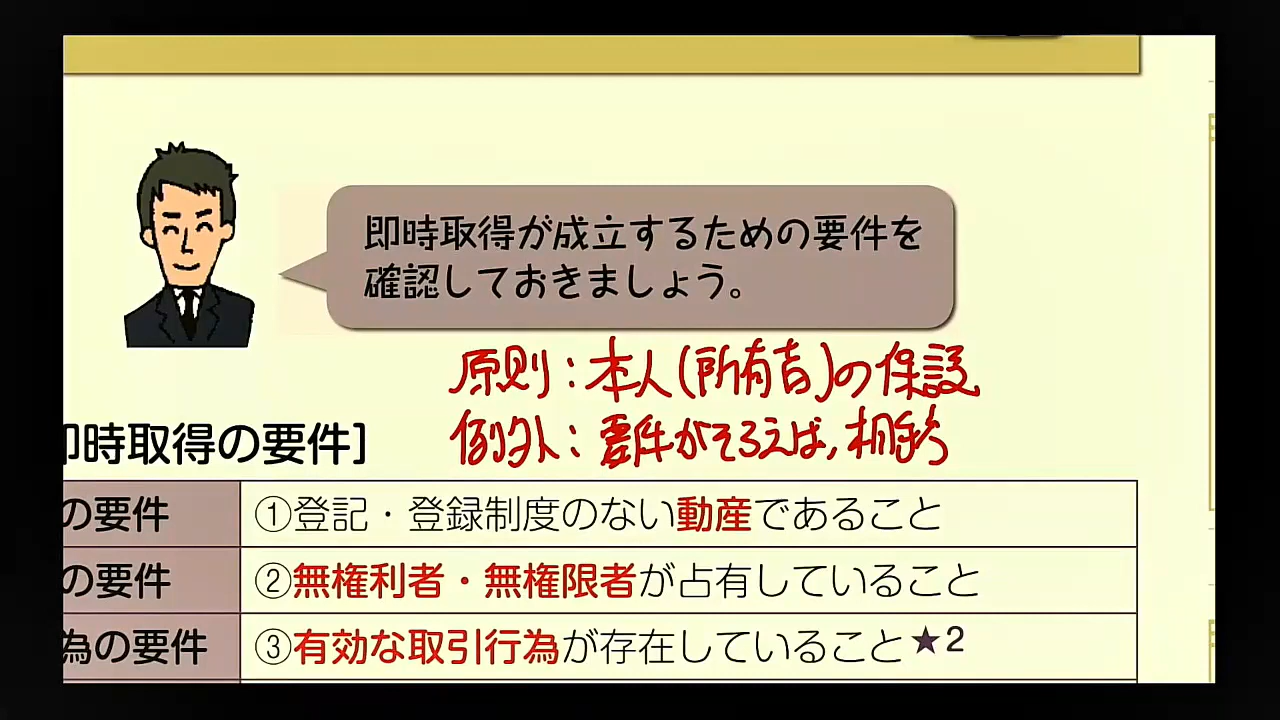 即時取得が成立するための要件を
確認しておきましょう。
原則：本人(所有者)の保護
例外：要件がそろえば、相手
時取得の要件]
の要件
①登記・登録制度のない動産であること
の要件
②無権利者・無権限者が占有していること
為の要件
③有効な取引行為が存在していること★2